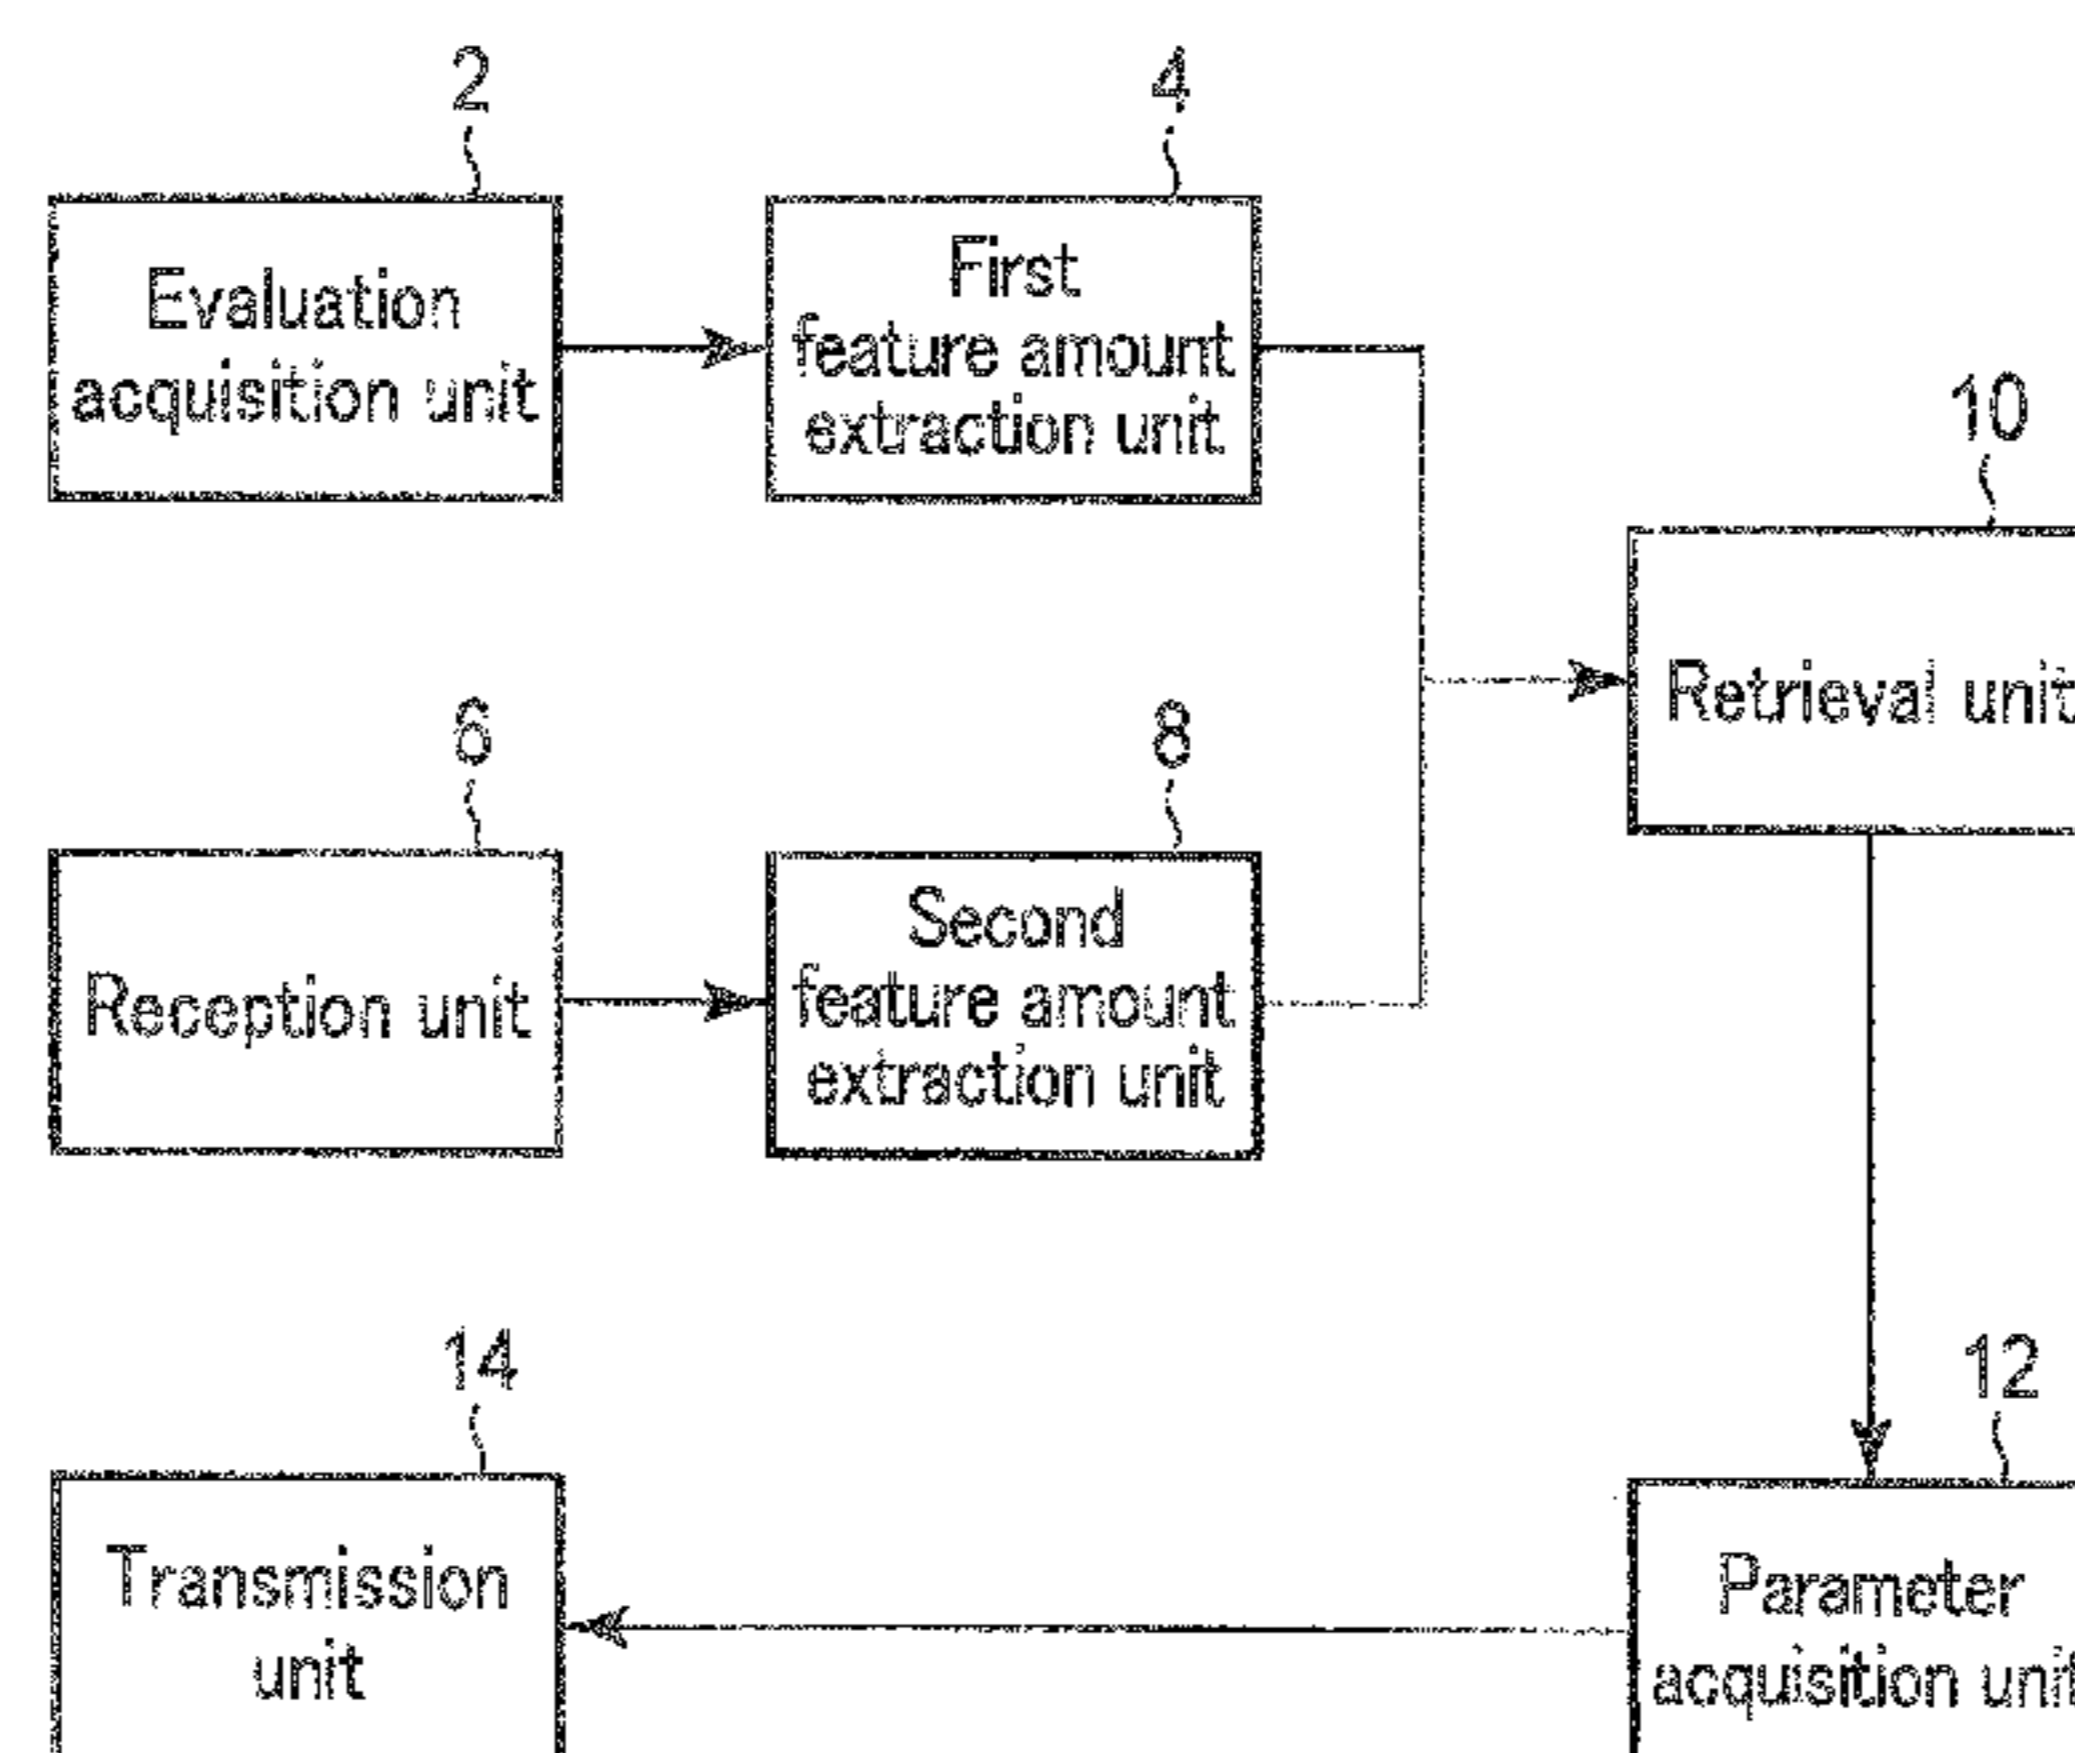 2
Evaluation
acquisition unit
4
First
feature amount
extraction unit
10
Retrieval unit
6
Reception unit
8
Second
feature amount
extraction unit
14
Transmission
unit
12
Parameter
acquisition unit